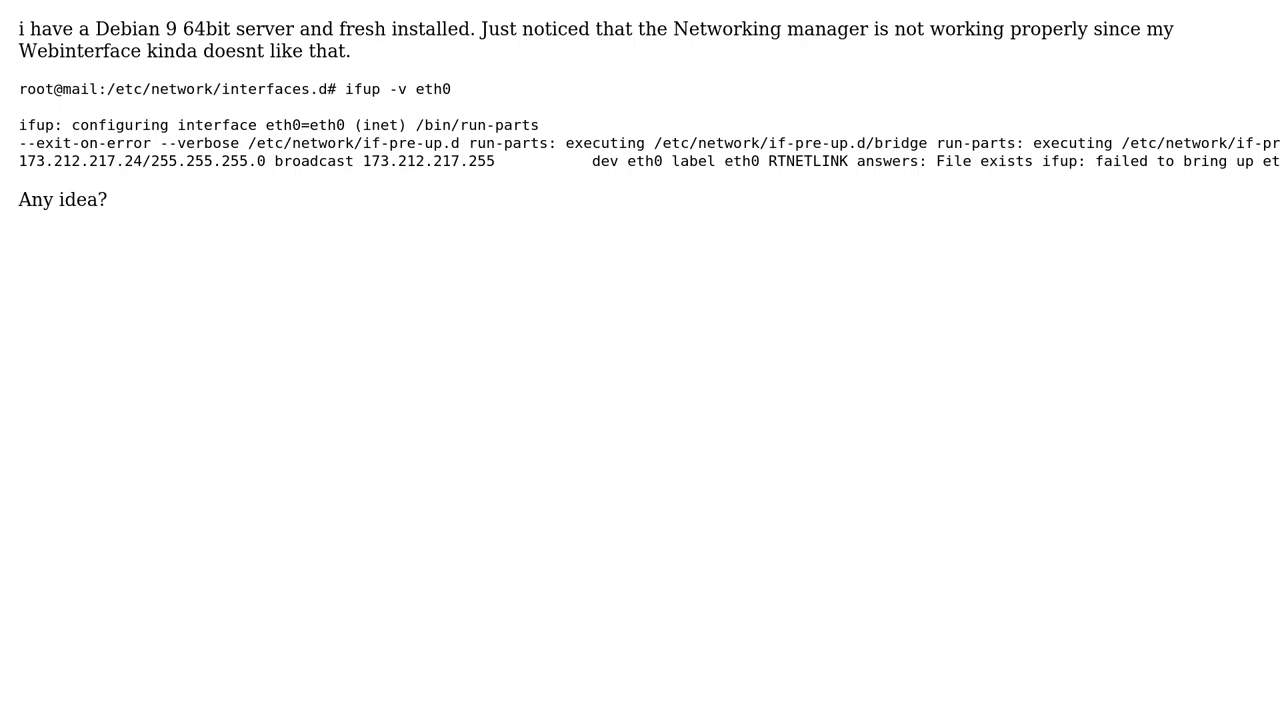 i have a Debian 9 64bit server and fresh installed. Just noticed that the Networking manager is not working properly since my
Webinterface kinda doesnt like that.
root@mail:/etc/network/interfaces.d# ifup -v eth0
ifup: configuring interface eth0=eth0 (inet) /bin/run-parts
--exit-on-error --verbose /etc/network/if-pre-up.d run-parts: executing /etc/network/if-pre-up.d/bridge run-parts: executing /etc/network/if-pr
173.212.217.24/255.255.255.0 broadcast 173.212.217.255           dev eth0 label eth0 RTNETLINK answers: File exists ifup: failed to bring up et
Any idea?